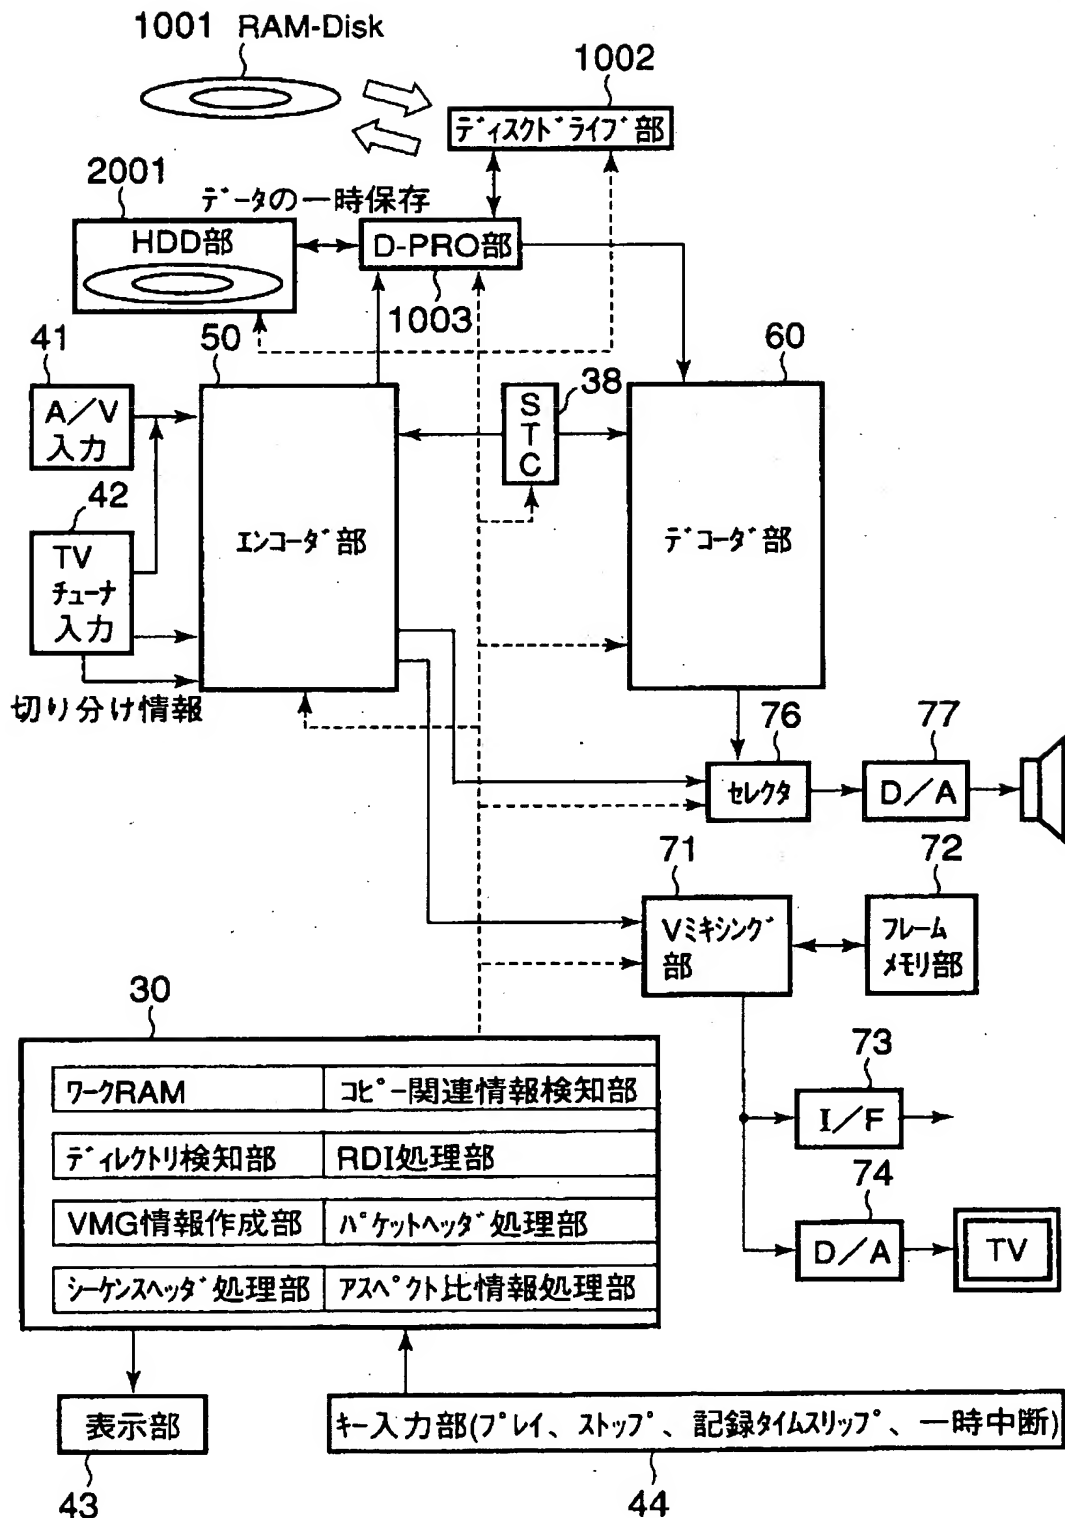 1001 RAM-Disk
1002
ディスクドライブ部
2001
データの一時保存
HDD部
D-PRO部
1003
41
50
38
60
A／V
入力
S
T
C
42
TV
チューナ
入力
エンコーダ部
デコーダ部
切り分け情報
76
77
セレクタ
D／A
71
72
Vミキシング
部
フレーム
メモリ部
30
73
ワークRAM
コピー関連情報検知部
I／F
ディレクトリ検知部
RDI処理部
74
VMG情報作成部
パケットヘッダ処理部
D／A
TV
シーケンスヘッダ処理部
アスペクト比情報処理部
表示部
キー入力部(プレイ、ストップ、記録タイムスリップ、一時中断)
43
44